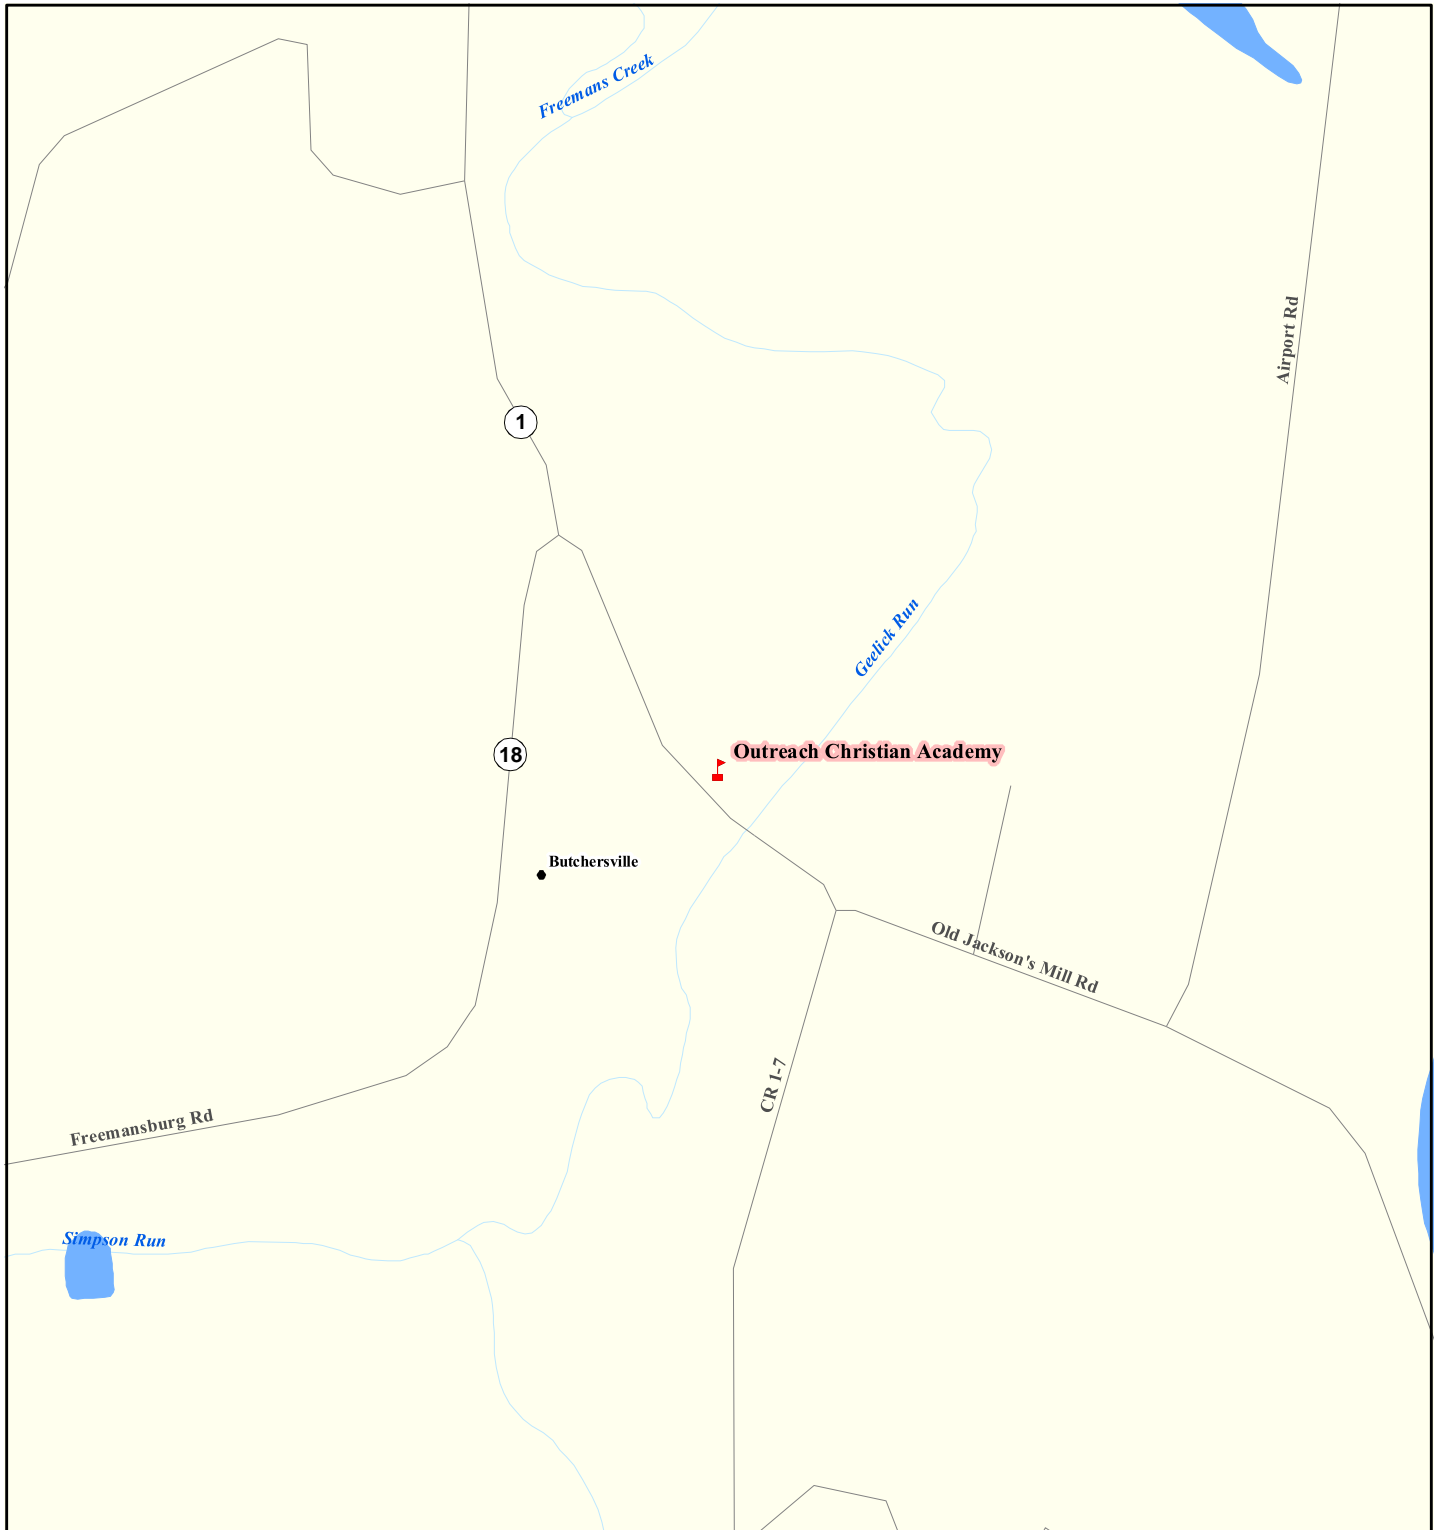 Freemans Creek
Airport Rd
1
Geelick Run
Outreach Christian Academy
18
Butchersville
Old Jackson's Mill Rd
CR 1-7
Freemansburg Rd
Simpson Run